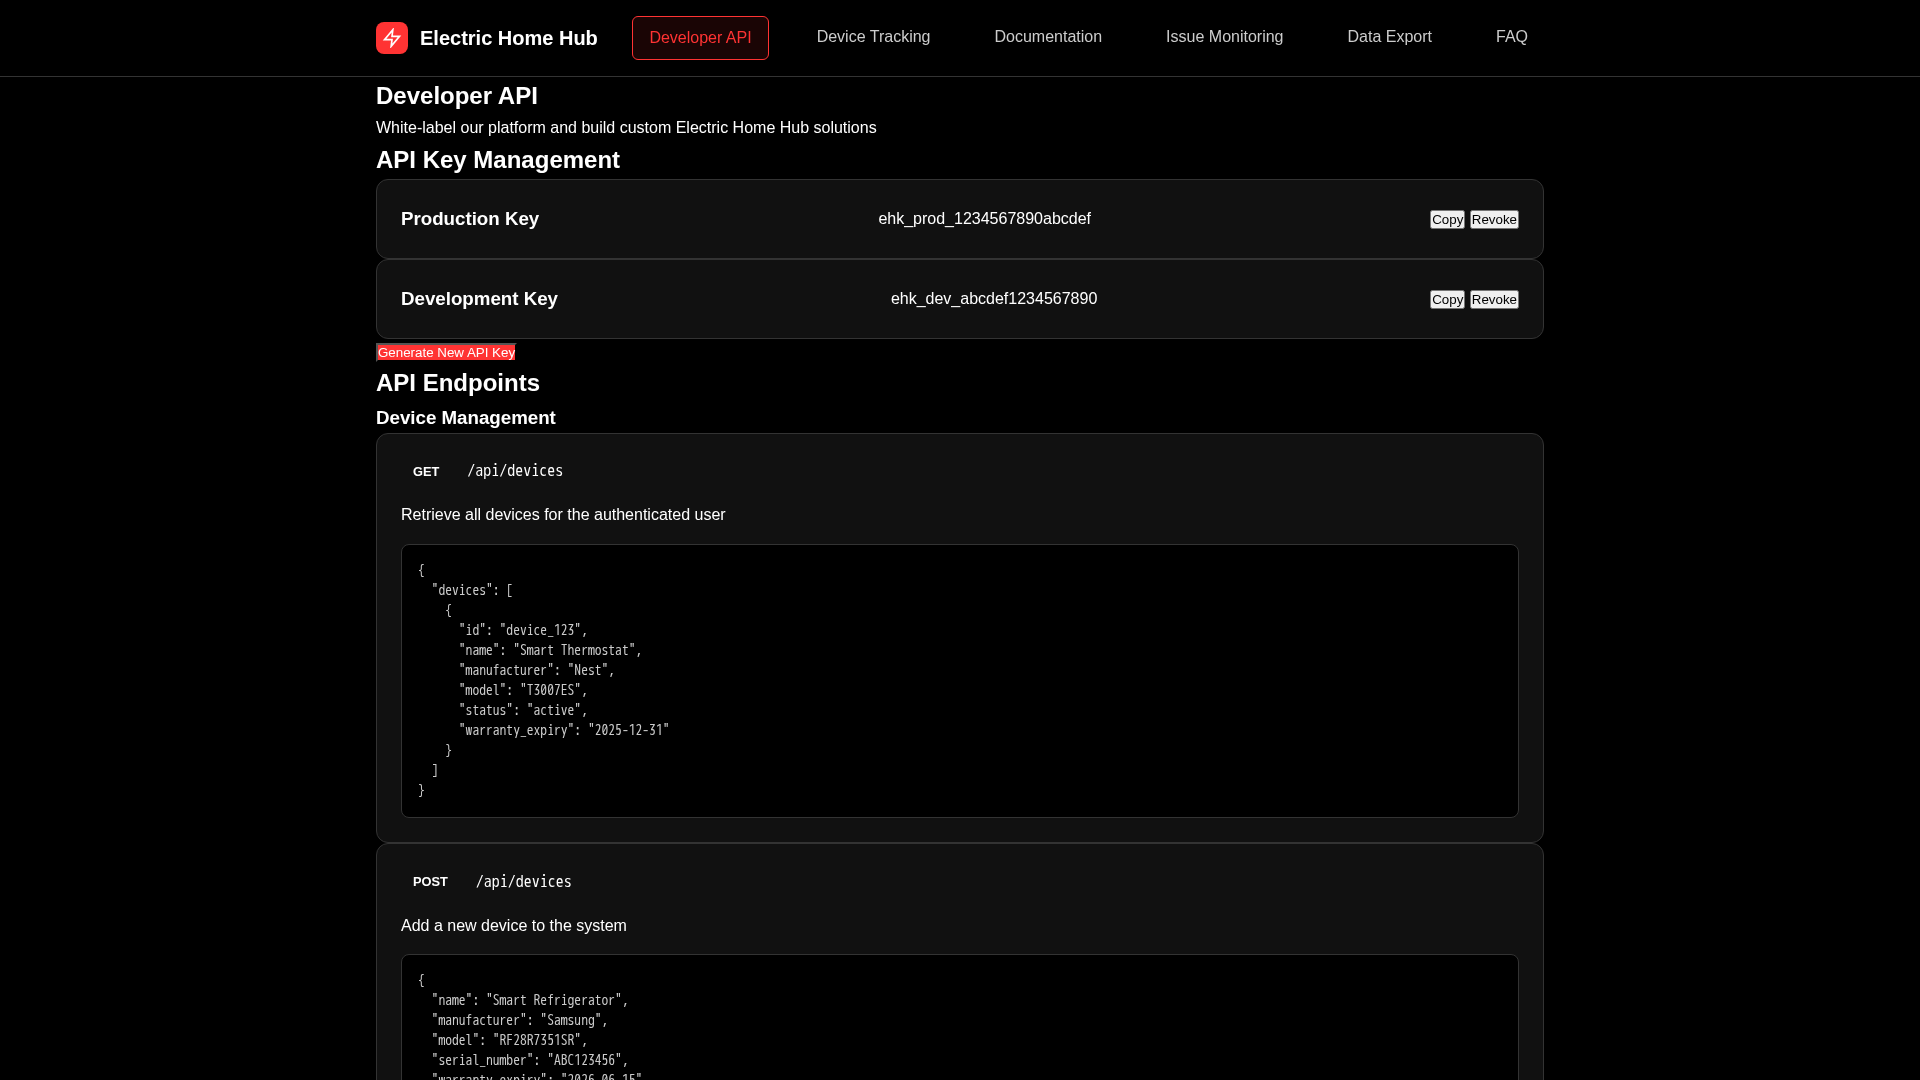 Electric Home Hub
Developer API
Device Tracking
Documentation
Issue Monitoring
Data Export
FAQ
Developer API
White-label our platform and build custom Electric Home Hub solutions
API Key Management
Production Key
ehk_prod_1234567890abcdef
Copy
Revoke
Development Key
ehk_dev_abcdef1234567890
Copy
Revoke
Generate New API Key
API Endpoints
Device Management
GET /api/devices
Retrieve all devices for the authenticated user
{
  "devices": [
    {
      "id": "device_123",
      "name": "Smart Thermostat",
      "manufacturer": "Nest",
      "model": "T3007ES",
      "status": "active",
      "warranty_expiry": "2025-12-31"
    }
  ]
}
POST /api/devices
Add a new device to the system
{
  "name": "Smart Refrigerator",
  "manufacturer": "Samsung",
  "model": "RF28R7351SR",
  "serial_number": "ABC123456",
  "warranty_expiry": "2026-06-15"